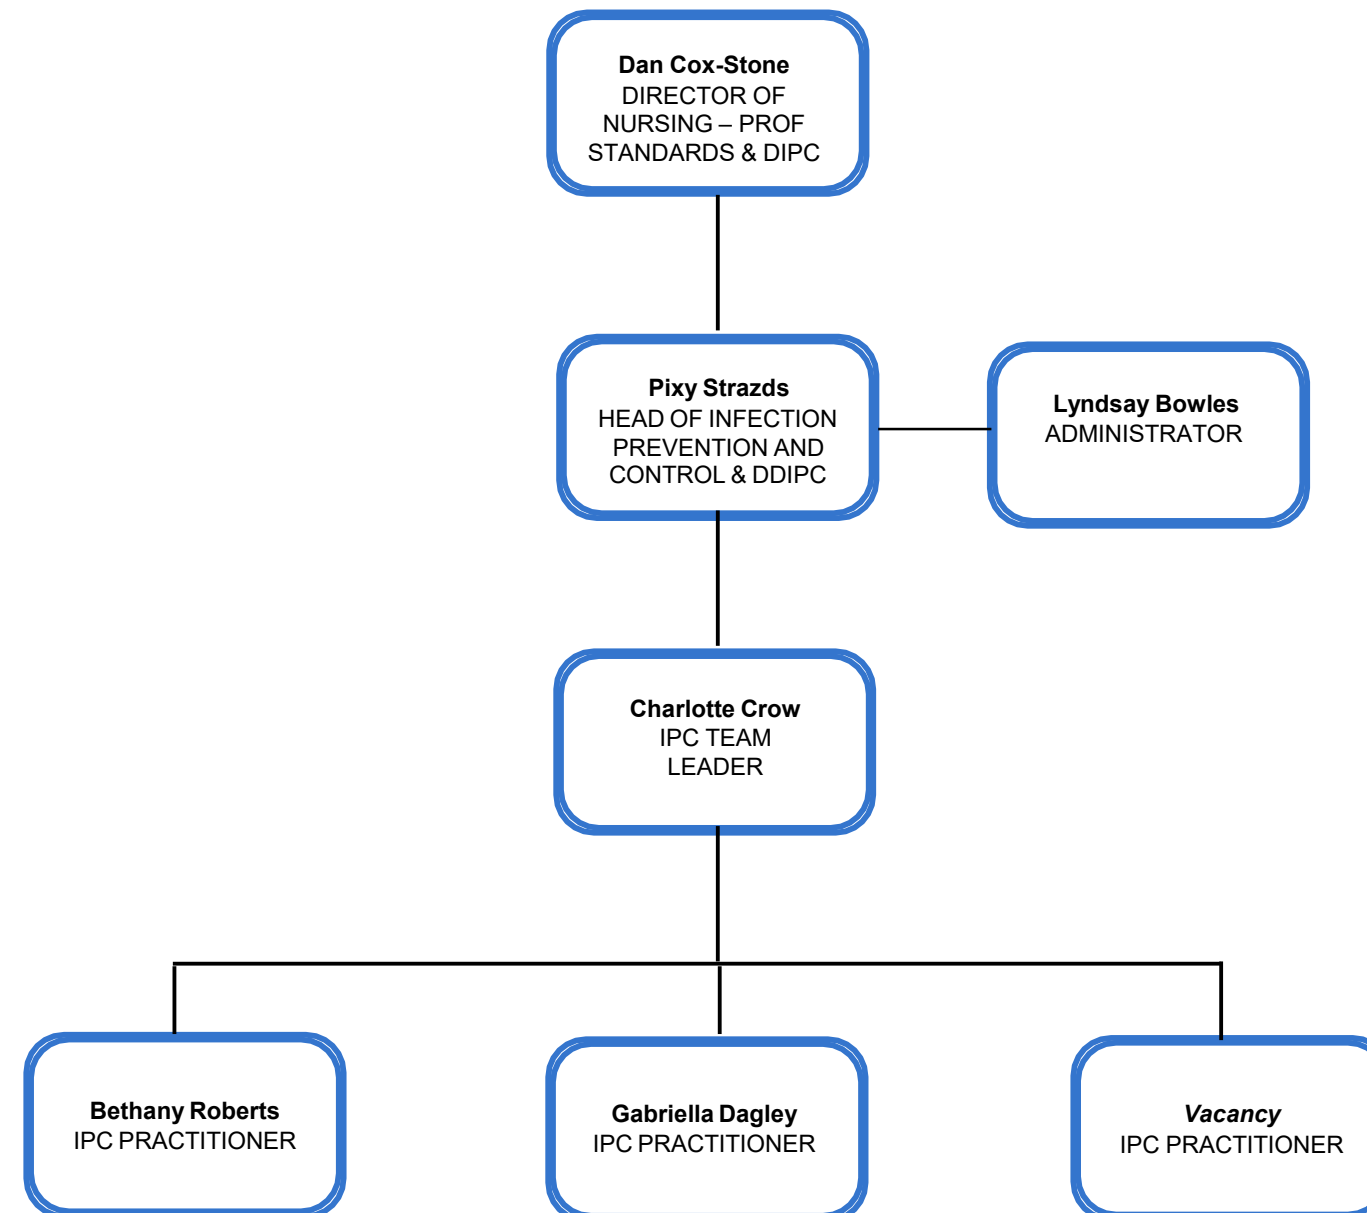 Dan Cox-Stone
DIRECTOR OF
NURSING – PROF
STANDARDS & DIPC
Pixy Strazds
HEAD OF INFECTION
PREVENTION AND
CONTROL & DDIPC
Lyndsay Bowles
ADMINISTRATOR
Charlotte Crow
IPC TEAM
LEADER
Bethany Roberts
IPC PRACTITIONER
Gabriella Dagley
IPC PRACTITIONER
Vacancy
IPC PRACTITIONER